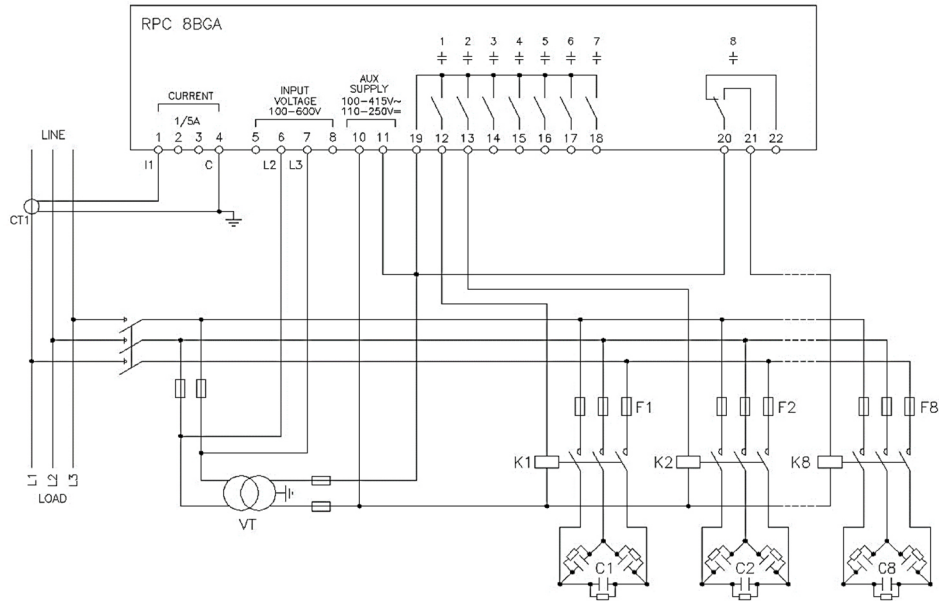 RPC 8BGA
1 2 3 4 5 6 7 8
CURRENT
1/5A
INPUT
VOLTAGE
100-600V
AUX
SUPPLY
100-415V~
110-250V=
LINE
1 2 3 4 5 6 7 8 10 11 19 12 13 14 15 16 17 18 20 21 22
I1 C L2 L3
CT1
F1 F2 F8
K1 K2 K8
L1 L2 L3
LOAD
VT
C1 C2 C8